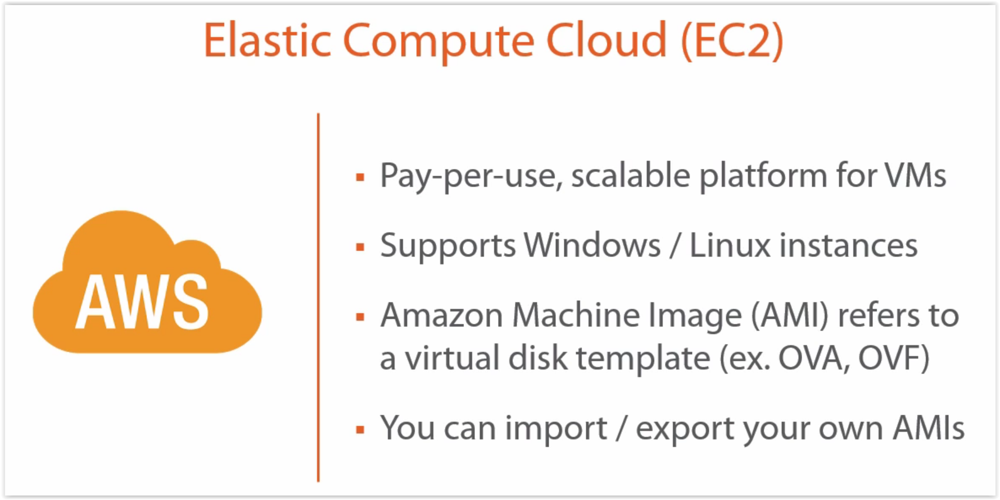 Elastic Compute Cloud (EC2)
AWS
▪ Pay-per-use, scalable platform for VMs
▪ Supports Windows / Linux instances
▪ Amazon Machine Image (AMI) refers to
a virtual disk template (ex. OVA, OVF)
▪ You can import / export your own AMIs